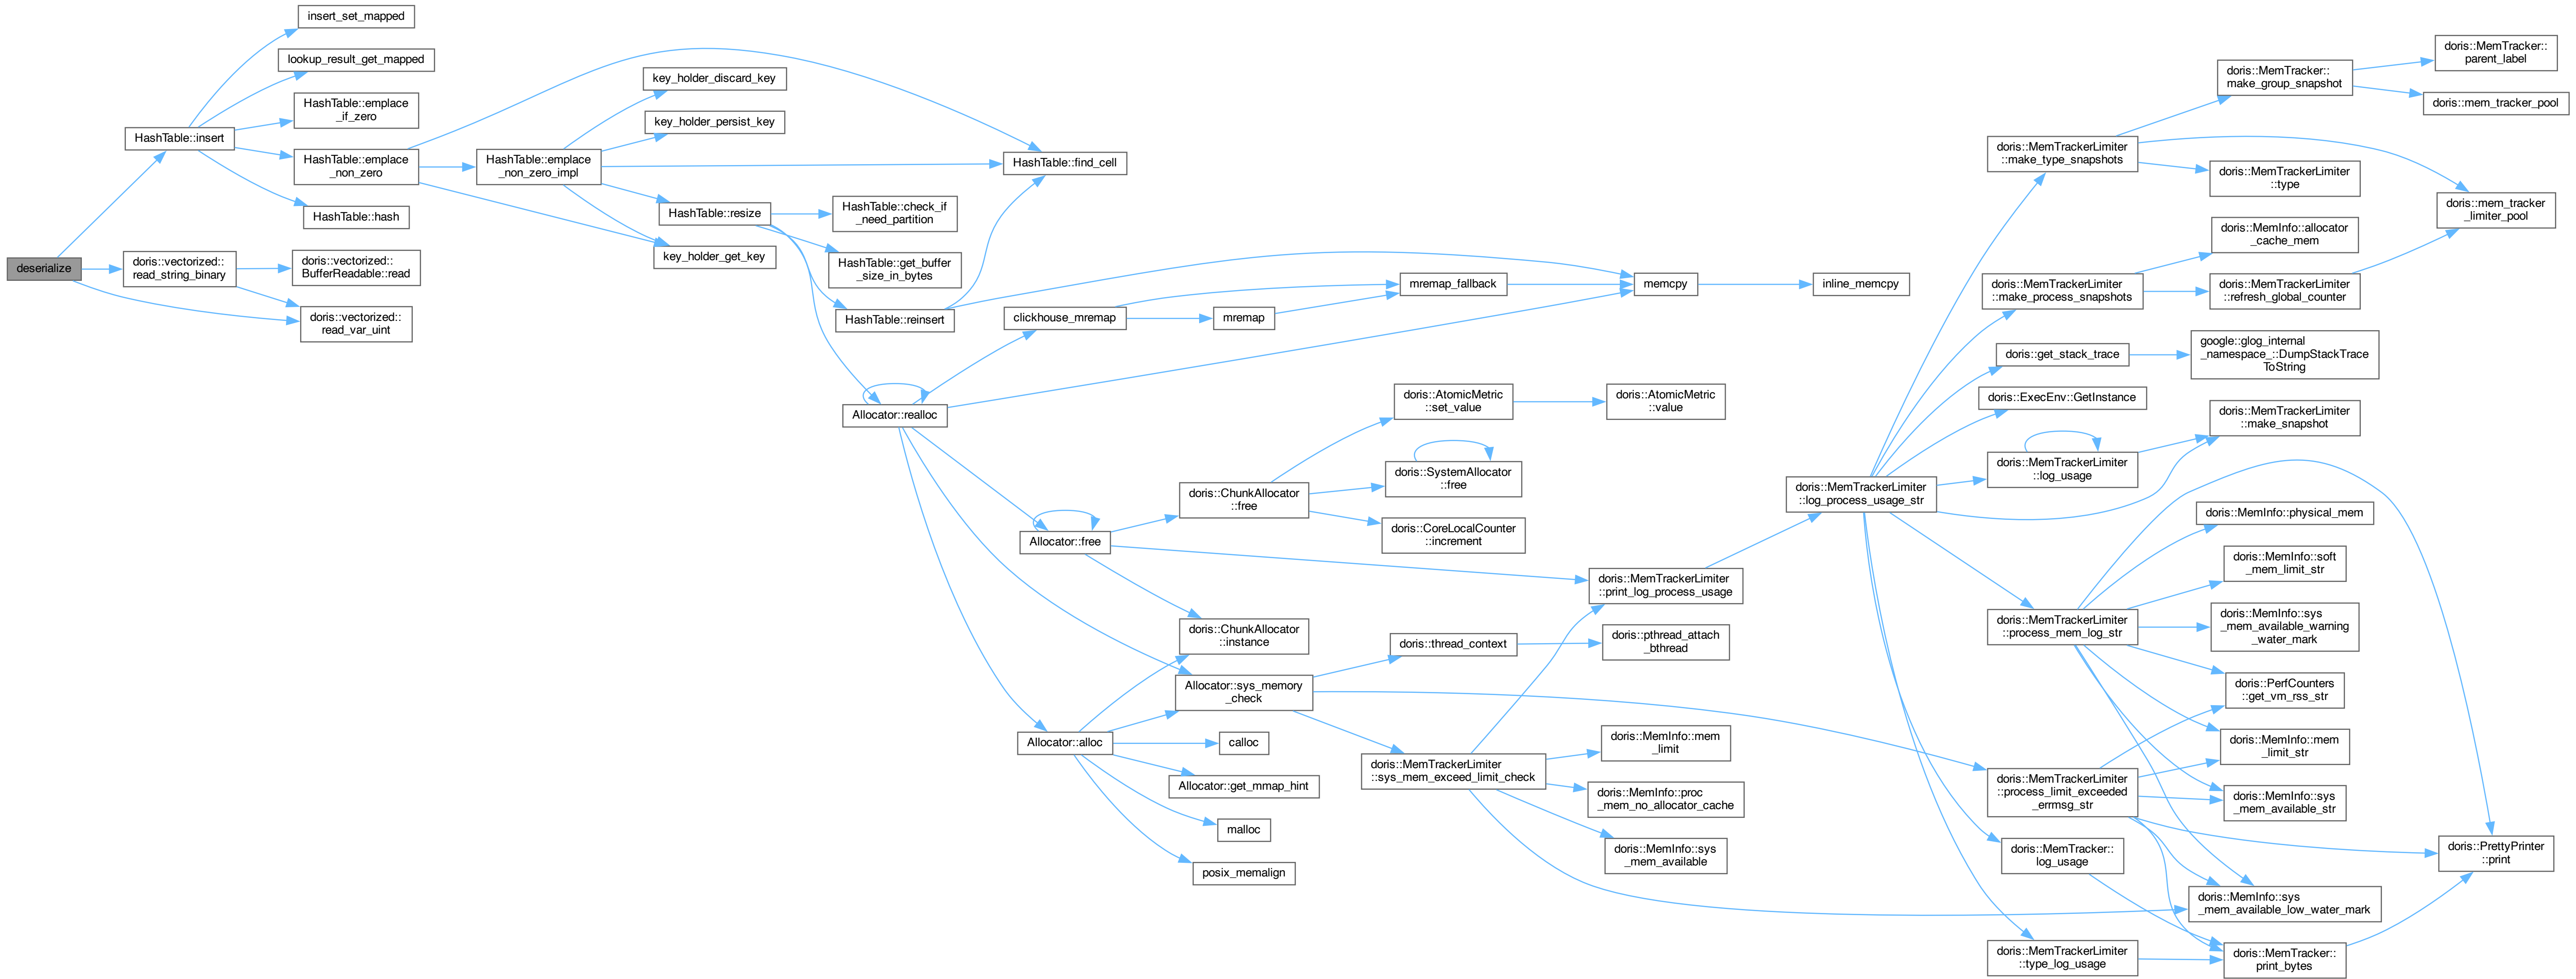 deserialize
HashTable::insert
insert_set_mapped
lookup_result_get_mapped
HashTable::emplace
_if_zero
HashTable::emplace
_non_zero
HashTable::hash
doris::vectorized::
read_string_binary
doris::vectorized::
BufferReadable::read
doris::vectorized::
read_var_uint
HashTable::emplace
_non_zero_impl
key_holder_discard_key
key_holder_persist_key
HashTable::resize
key_holder_get_key
HashTable::find_cell
HashTable::check_if
_need_partition
HashTable::get_buffer
_size_in_bytes
HashTable::reinsert
Allocator::realloc
clickhouse_mremap
mremap
mremap_fallback
memcpy
inline_memcpy
Allocator::free
doris::ChunkAllocator
::free
doris::AtomicMetric
::set_value
doris::AtomicMetric
::value
doris::SystemAllocator
::free
doris::CoreLocalCounter
::increment
doris::ChunkAllocator
::instance
doris::MemTrackerLimiter
::print_log_process_usage
Allocator::sys_memory
_check
doris::thread_context
doris::pthread_attach
_bthread
Allocator::alloc
calloc
Allocator::get_mmap_hint
malloc
posix_memalign
doris::MemTrackerLimiter
::sys_mem_exceed_limit_check
doris::MemInfo::mem
_limit
doris::MemInfo::proc
_mem_no_allocator_cache
doris::MemInfo::sys
_mem_available
doris::MemTrackerLimiter
::log_process_usage_str
doris::MemTrackerLimiter
::make_type_snapshots
doris::MemTracker::
make_group_snapshot
doris::MemTracker::
parent_label
doris::mem_tracker_pool
doris::MemTrackerLimiter
::type
doris::mem_tracker
_limiter_pool
doris::MemTrackerLimiter
::make_process_snapshots
doris::MemInfo::allocator
_cache_mem
doris::MemTrackerLimiter
::refresh_global_counter
doris::get_stack_trace
google::glog_internal
_namespace_::DumpStackTrace
ToString
doris::ExecEnv::GetInstance
doris::MemTrackerLimiter
::log_usage
doris::MemTrackerLimiter
::make_snapshot
doris::MemTrackerLimiter
::process_mem_log_str
doris::MemInfo::physical_mem
doris::MemInfo::soft
_mem_limit_str
doris::MemInfo::sys
_mem_available_warning
_water_mark
doris::PerfCounters
::get_vm_rss_str
doris::MemInfo::mem
_limit_str
doris::MemTrackerLimiter
::process_limit_exceeded
_errmsg_str
doris::MemInfo::sys
_mem_available_str
doris::MemTracker::
log_usage
doris::PrettyPrinter
::print
doris::MemInfo::sys
_mem_available_low_water_mark
doris::MemTrackerLimiter
::type_log_usage
doris::MemTracker::
print_bytes